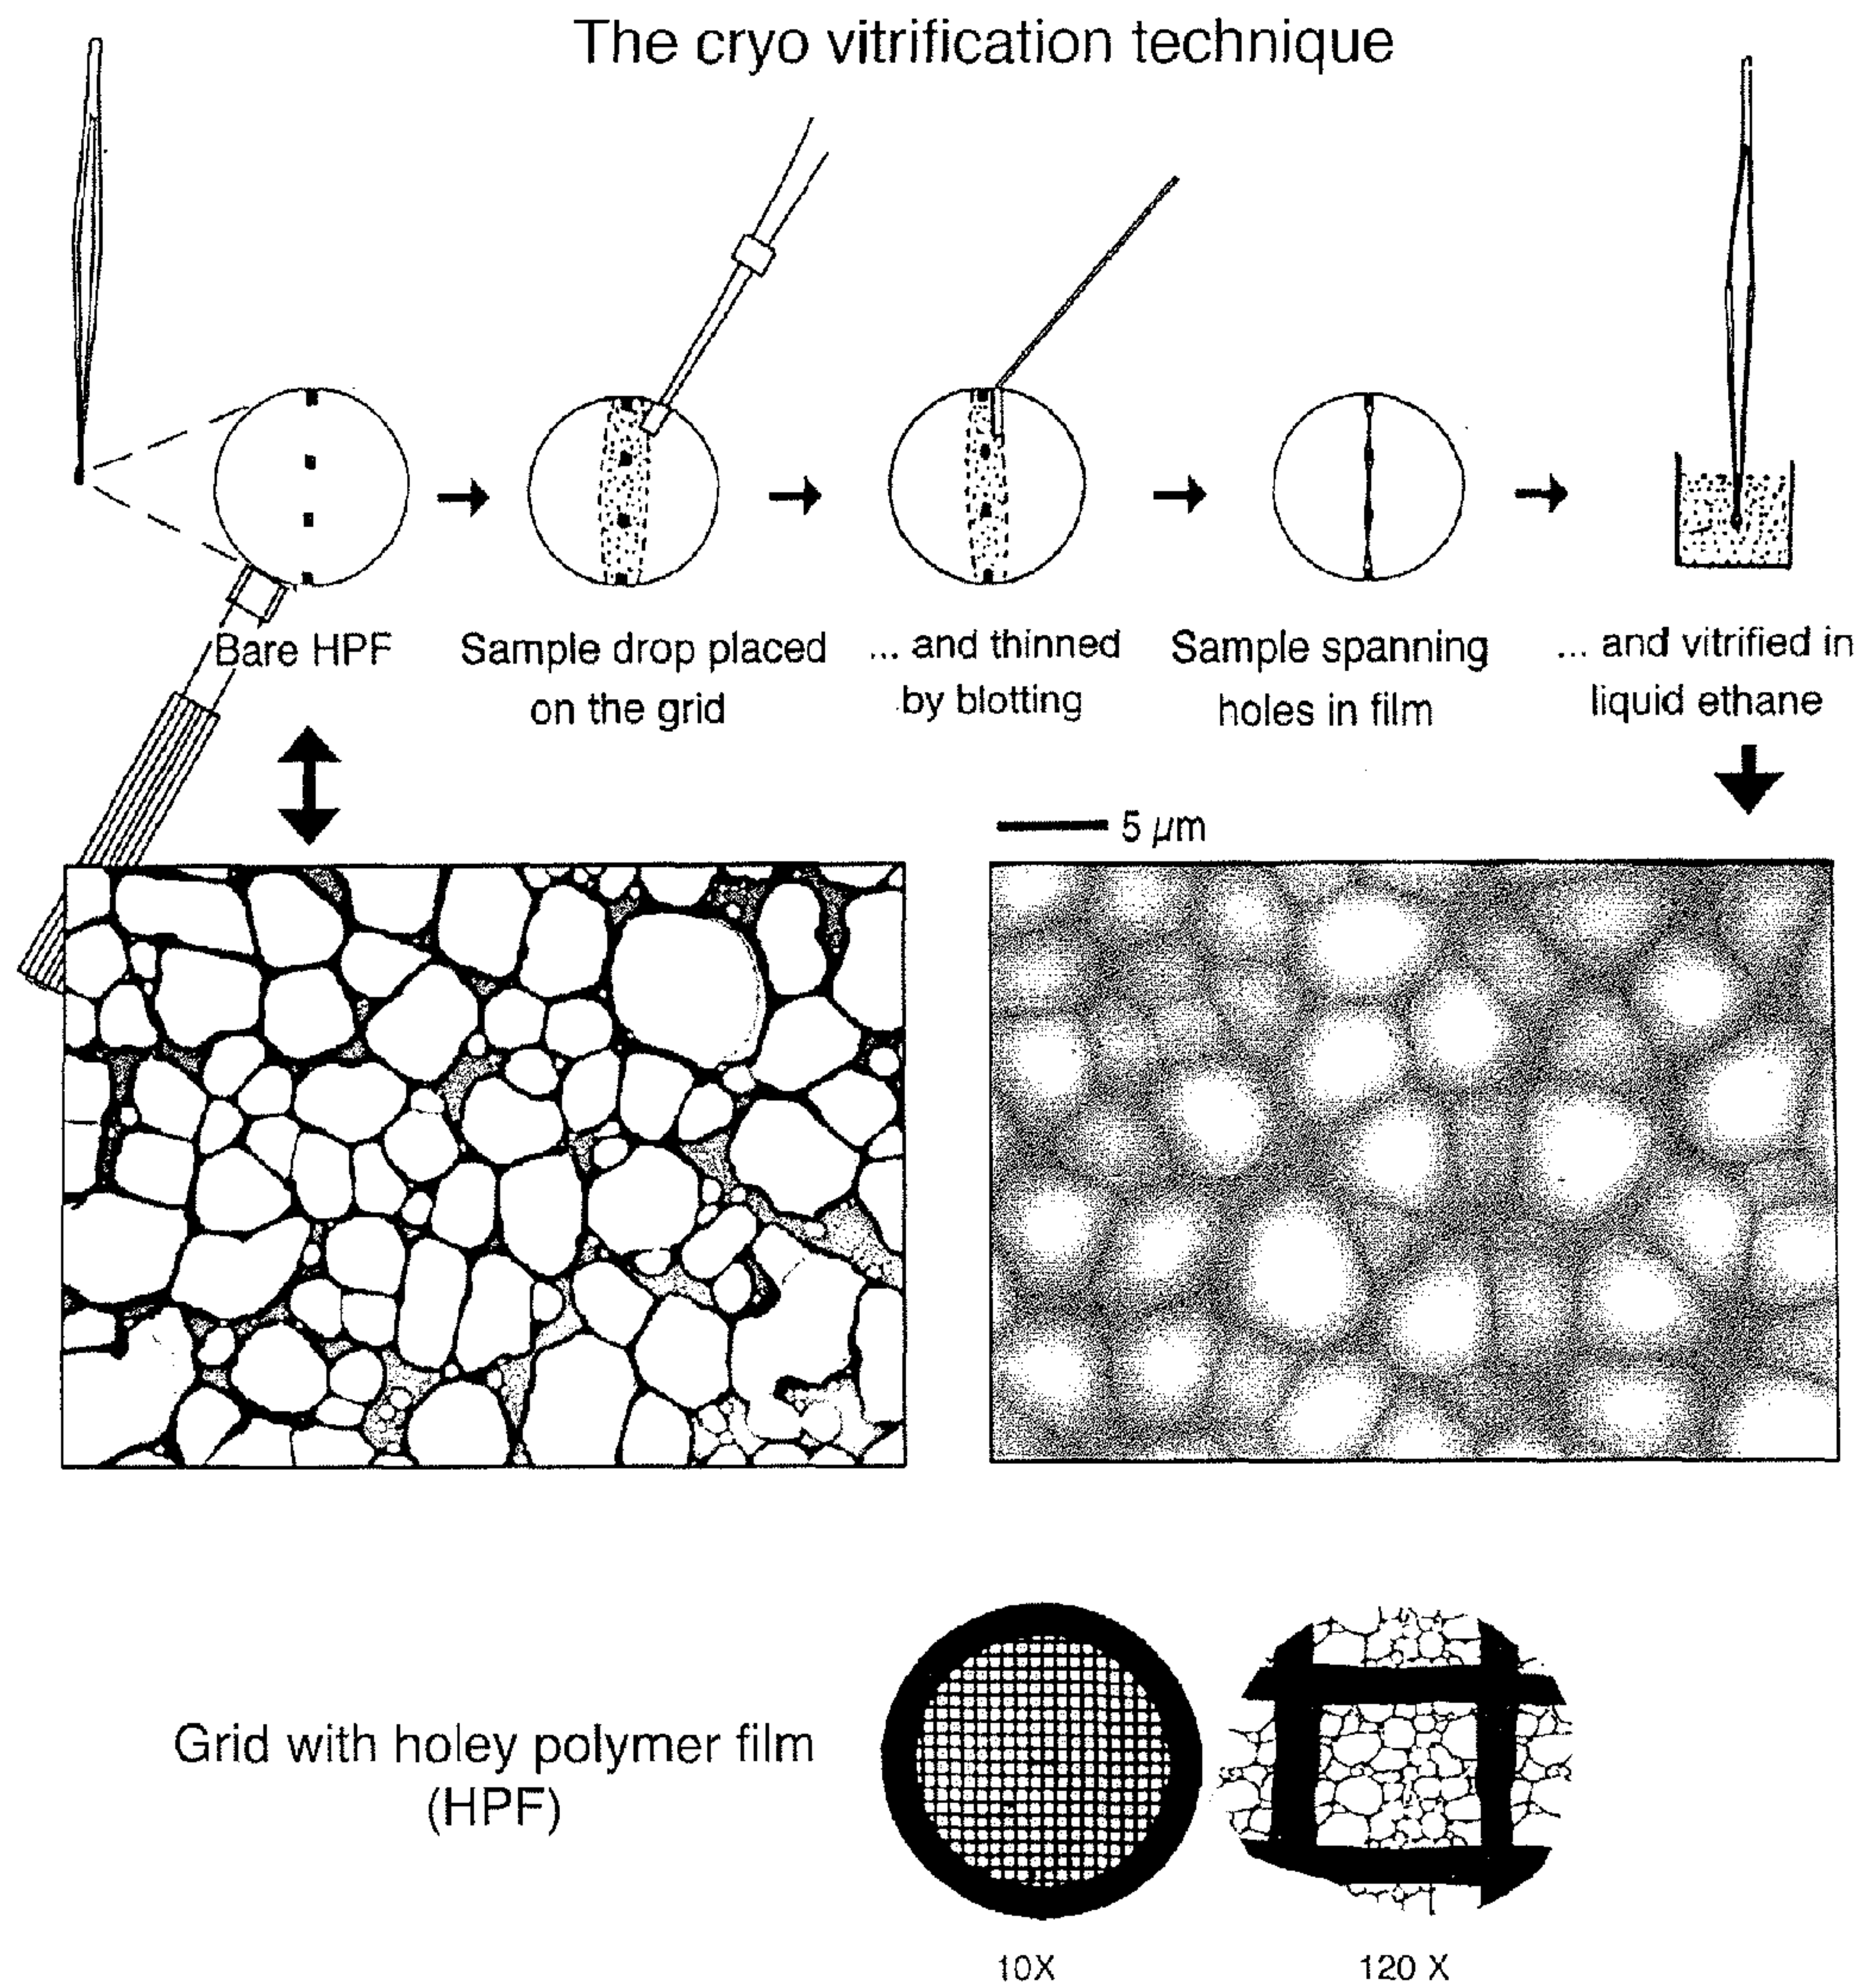 The cryo vitrification technique
Bare HPF
Sample drop placed
on the grid
... and thinned
by blotting
Sample spanning
holes in film
... and vitrified in
liquid ethane
5 μm
Grid with holey polymer film
(HPF)
10X
120 X